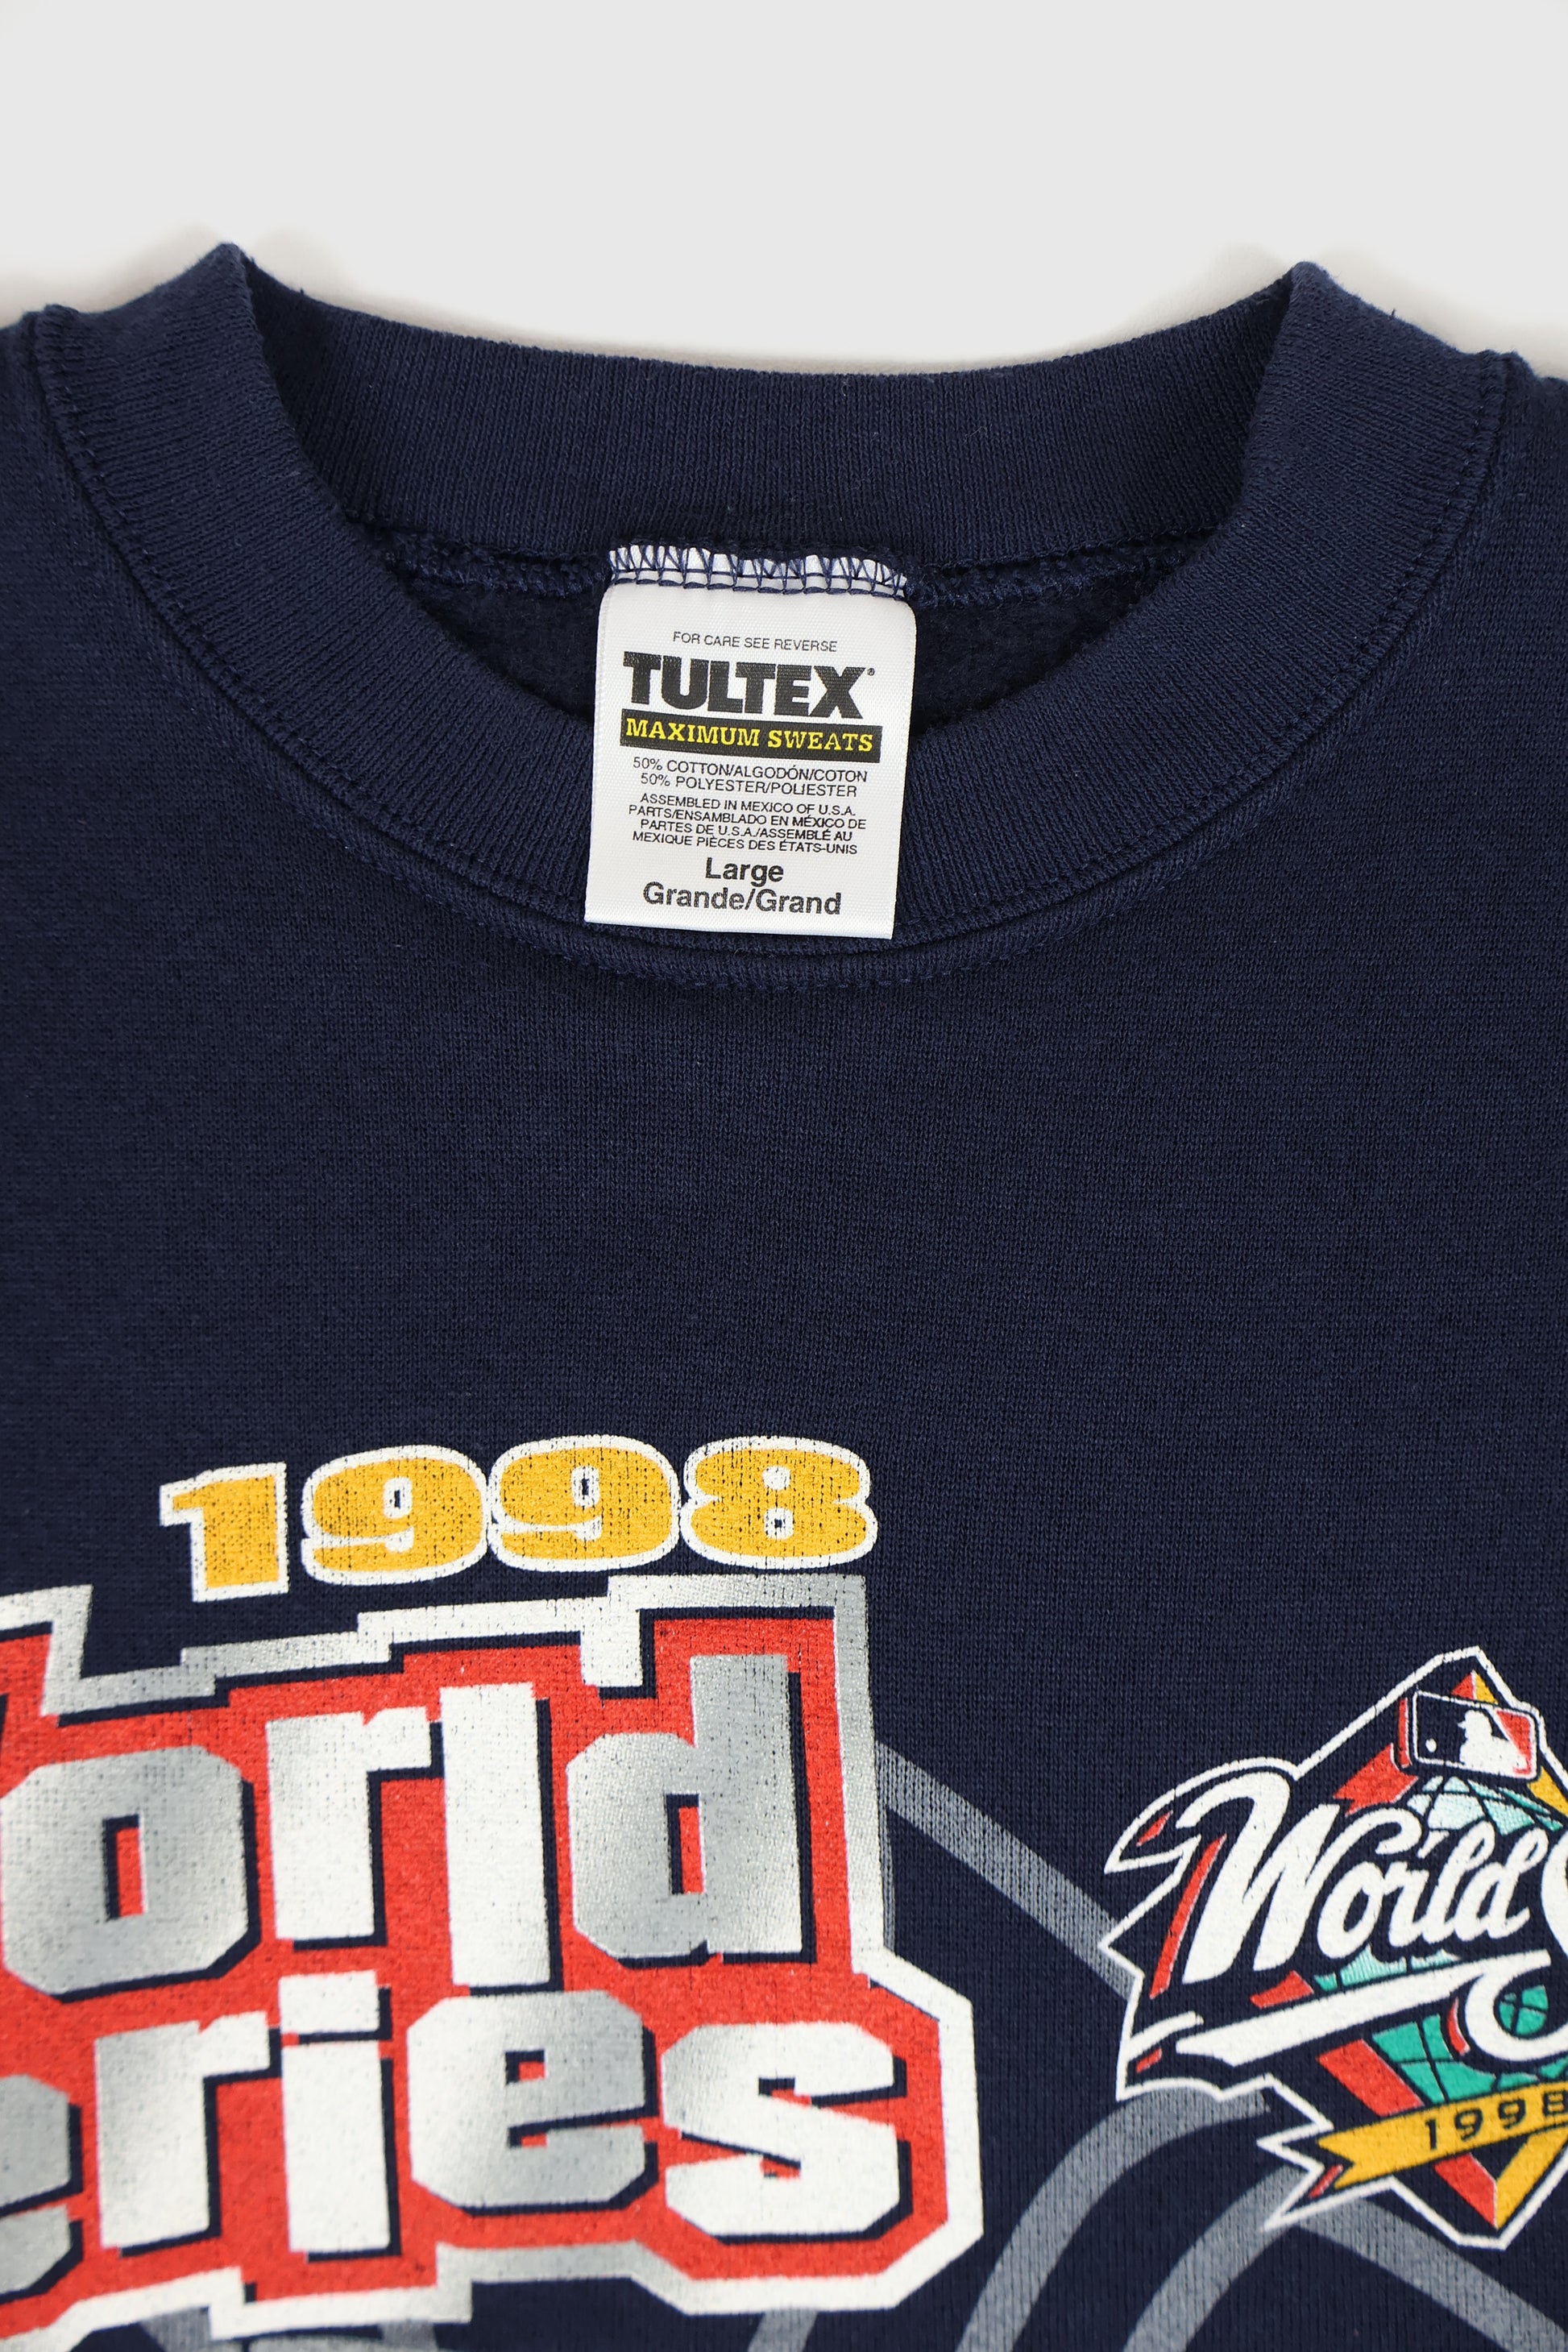 FOR CARE SEE REVERSE
TULTEX®
MAXIMUM SWEATS
50% COTTON/ALGODÓN/COTON
50% POLYESTER/POLIESTER
ASSEMBLED IN MEXICO OF U.S.A.
PARTS/ENSAMBLADO EN MÉXICO DE
PARTES DE U.S.A./ASSEMBLÉ AU
MEXIQUE PIÈCES DES ÉTATS-UNIS
Large
Grande/Grand
1998
orld
eries
World S
1998